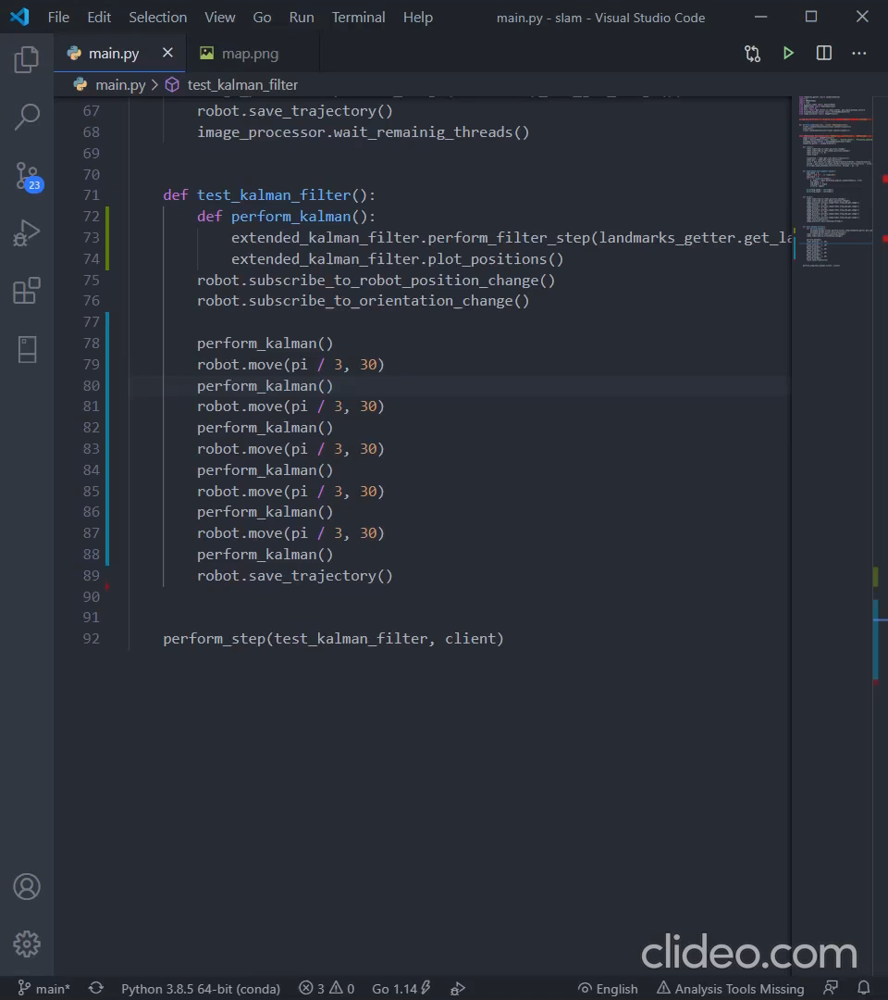 File Edit Selection View Go Run Terminal Help main.py - slam - Visual Studio Code
main.py map.png
main.py > test_kalman_filter
67 robot.save_trajectory()
68 image_processor.wait_remainig_threads()
69
70
71 def test_kalman_filter():
72 def perform_kalman():
73 extended_kalman_filter.perform_filter_step(landmarks_getter.get_la
74 extended_kalman_filter.plot_positions()
75 robot.subscribe_to_robot_position_change()
76 robot.subscribe_to_orientation_change()
77
78 perform_kalman()
79 robot.move(pi / 3, 30)
80 perform_kalman()
81 robot.move(pi / 3, 30)
82 perform_kalman()
83 robot.move(pi / 3, 30)
84 perform_kalman()
85 robot.move(pi / 3, 30)
86 perform_kalman()
87 robot.move(pi / 3, 30)
88 perform_kalman()
89 robot.save_trajectory()
90
91
92 perform_step(test_kalman_filter, client)
23
clideo.com
main* Python 3.8.5 64-bit (conda) 3 0 Go 1.14 English Analysis Tools Missing